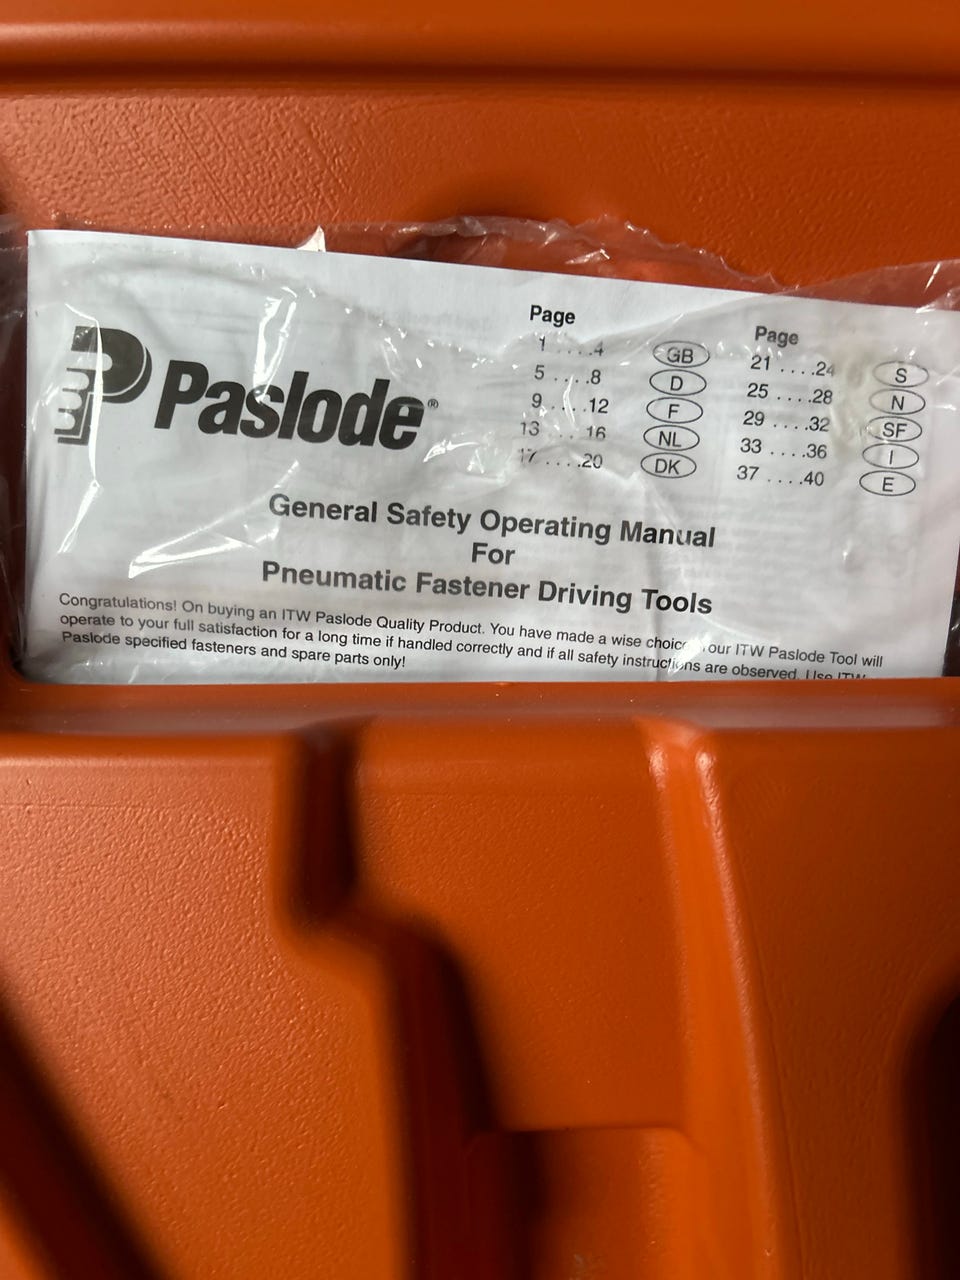 ITW
Paslode®
Page
1 ....4 GB
5 ....8 D
9 ....12 F
13 ....16 NL
17 ....20 DK
Page
21 ....24 S
25 ....28 N
29 ....32 SF
33 ....36 I
37 ....40 E
General Safety Operating Manual
For
Pneumatic Fastener Driving Tools
Congratulations! On buying an ITW Paslode Quality Product. You have made a wise choice. Your ITW Paslode Tool will
operate to your full satisfaction for a long time if handled correctly and if all safety instructions are observed. Use ITW
Paslode specified fasteners and spare parts only!